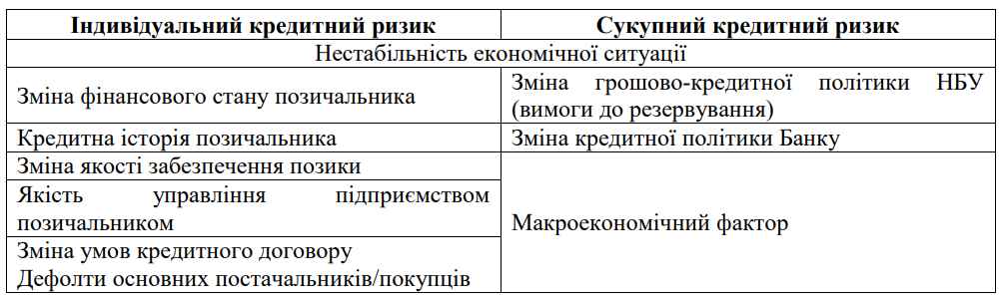 Індивідуальний кредитний ризик
Сукупний кредитний ризик
Нестабільність економічної ситуації
Зміна фінансового стану позичальника
Зміна грошово-кредитної політики НБУ
(вимоги до резервування)
Кредитна історія позичальника
Зміна кредитної політики Банку
Зміна якості забезпечення позики
Якість управління підприємством
позичальником
Зміна умов кредитного договору
Дефолти основних постачальників/покупців
Макроекономічний фактор